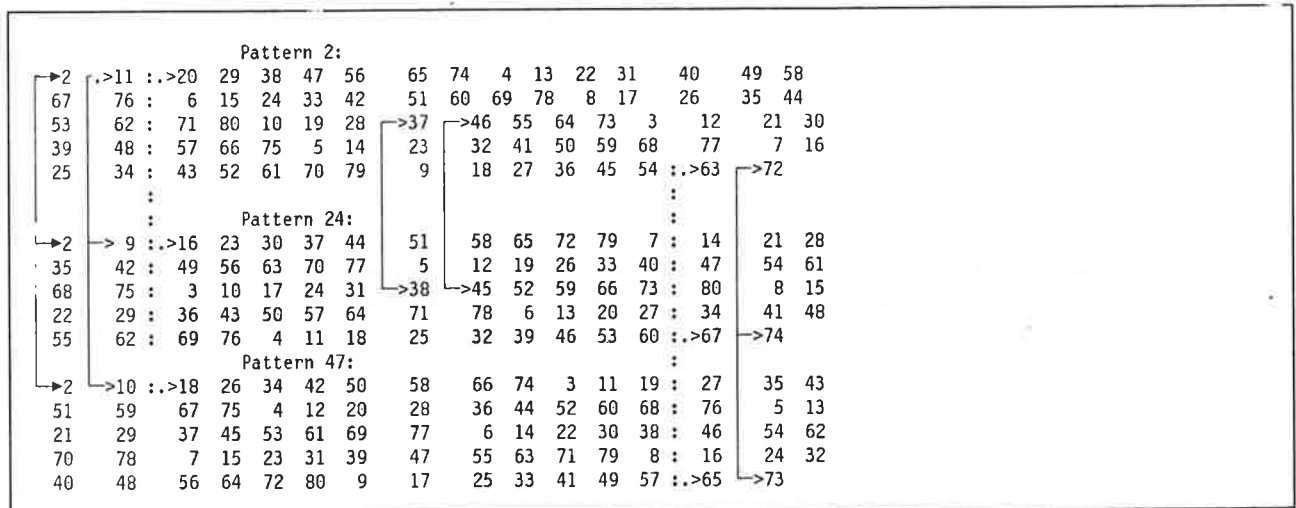 Pattern 2:
►2 .>11 :.>20 29 38 47 56 65 74 4 13 22 31 40 49 58
67 76 : 6 15 24 33 42 51 60 69 78 8 17 26 35 44
53 62 : 71 80 10 19 28 >37 >46 55 64 73 3 12 21 30
39 48 : 57 66 75 5 14 23 32 41 50 59 68 77 7 16
25 34 : 43 52 61 70 79 9 18 27 36 45 54 :.>63 >72
: :
: Pattern 24: :
►2 > 9 :.>16 23 30 37 44 51 58 65 72 79 7 : 14 21 28
35 42 : 49 56 63 70 77 5 12 19 26 33 40 : 47 54 61
68 75 : 3 10 17 24 31 >38 >45 52 59 66 73 : 80 8 15
22 29 : 36 43 50 57 64 71 78 6 13 20 27 : 34 41 48
55 62 : 69 76 4 11 18 25 32 39 46 53 60 :.>67 >74
Pattern 47: :
►2 >10 :.>18 26 34 42 50 58 66 74 3 11 19 : 27 35 43
51 59 67 75 4 12 20 28 36 44 52 60 68 : 76 5 13
21 29 37 45 53 61 69 77 6 14 22 30 38 : 46 54 62
70 78 7 15 23 31 39 47 55 63 71 79 8 : 16 24 32
40 48 56 64 72 80 9 17 25 33 41 49 57 :.>65 >73